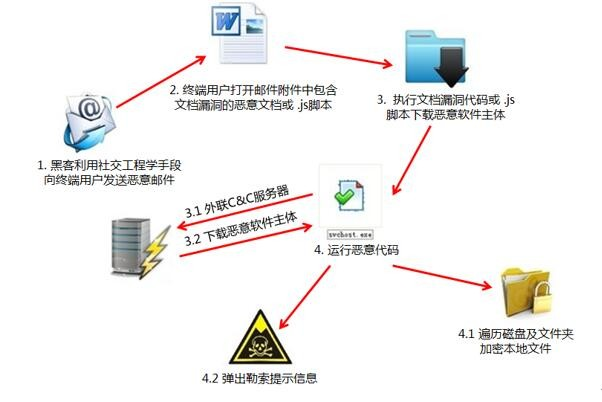 1. 黑客利用社交工程学手段
向终端用户发送恶意邮件
W
2. 终端用户打开邮件附件中包含
文档漏洞的恶意文档或 .js脚本
3. 执行文档漏洞代码或 .js
脚本下载恶意软件主体
3.1 外联C&C服务器
3.2 下载恶意软件主体
svchost.exe
4. 运行恶意代码
4.1 遍历磁盘及文件夹
加密本地文件
4.2 弹出勒索提示信息